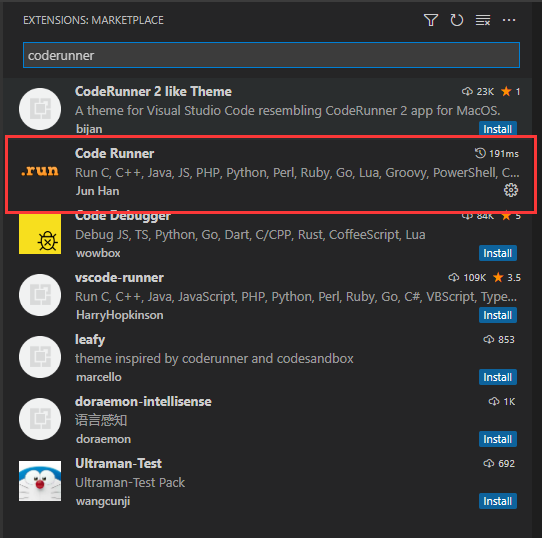 EXTENSIONS: MARKETPLACE
coderunner
CodeRunner 2 like Theme 23K 1
A theme for Visual Studio Code resembling CodeRunner 2 app for MacOS.
bijan Install
Code Runner 191ms
.run
Run C, C++, Java, JS, PHP, Python, Perl, Ruby, Go, Lua, Groovy, PowerShell, C...
Jun Han
Code Debugger 84K 5
Debug JS, TS, Python, Go, Dart, C/CPP, Rust, CoffeeScript, Lua
wowbox Install
vscode-runner 109K 3.5
Run C, C++, Java, JavaScript, PHP, Python, Perl, Ruby, Go, C#, VBScript, Type...
HarryHopkinson Install
leafy 853
theme inspired by coderunner and codesandbox
marcello Install
doraemon-intellisense 1K
语言感知
doraemon Install
Ultraman-Test 692
Ultraman-Test Pack
wangcunji Install